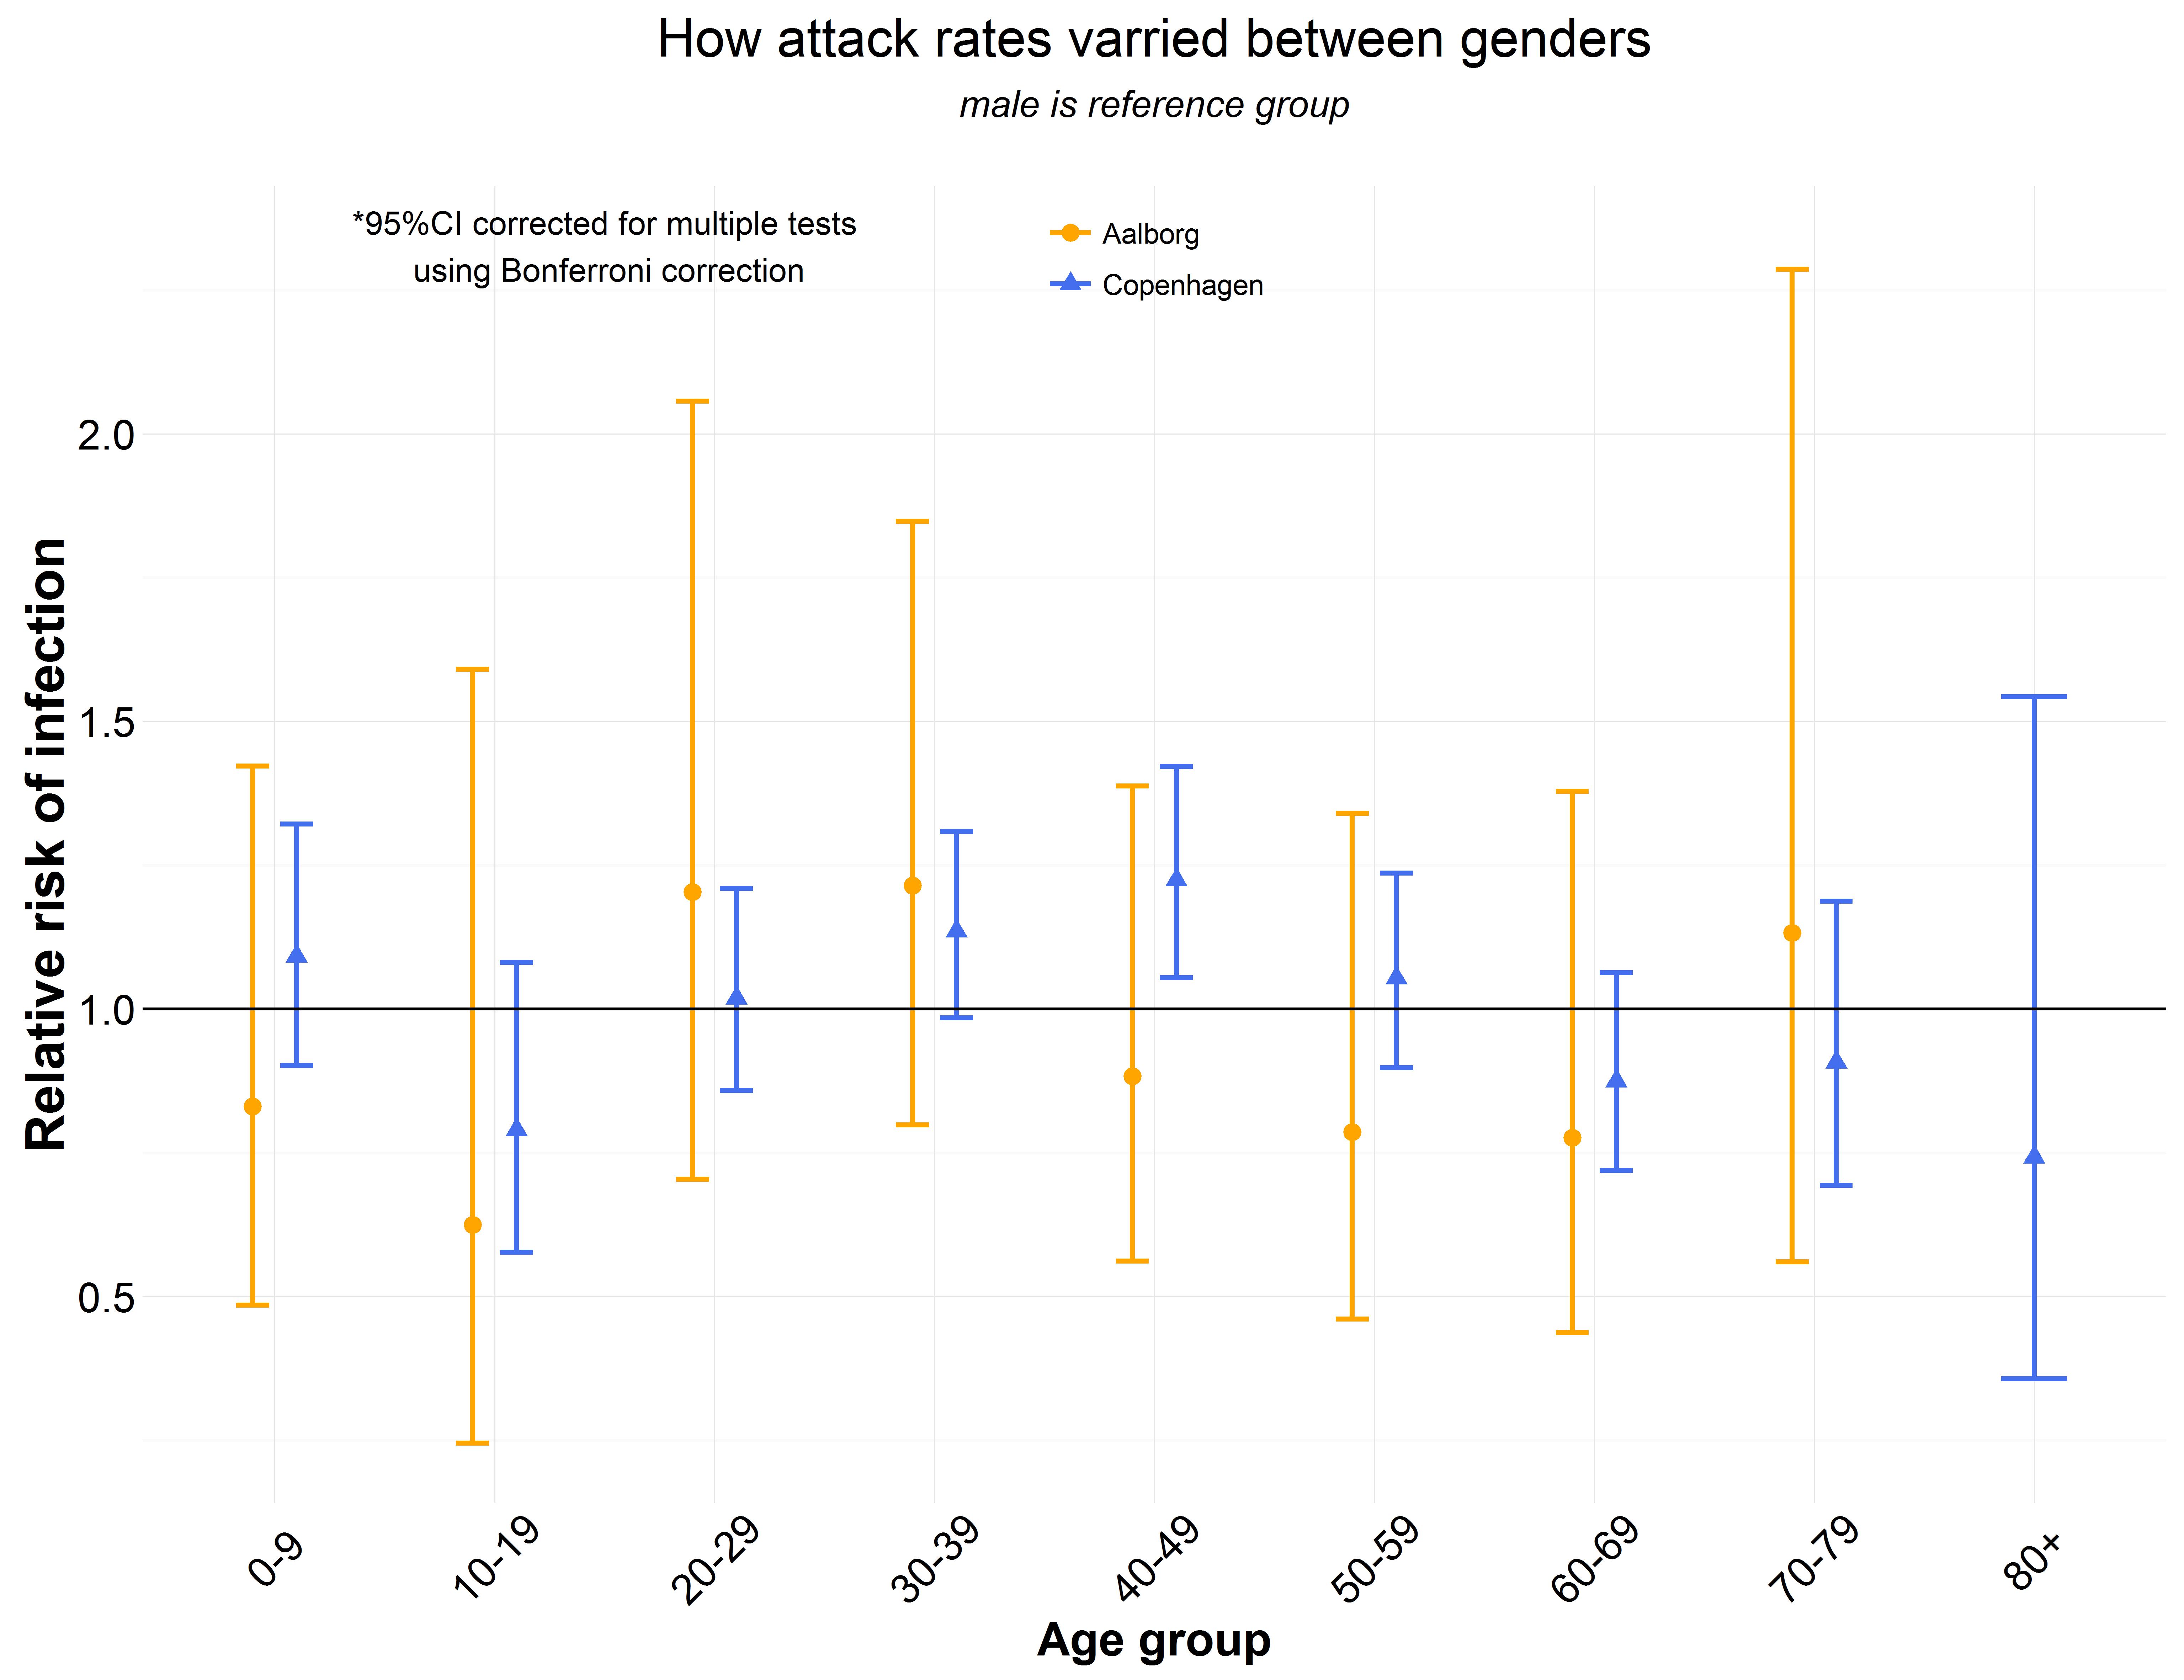 How attack rates varried between genders
male is reference group
*95%CI corrected for multiple tests
using Bonferroni correction
Aalborg
Copenhagen
Relative risk of infection
2.0
1.5
1.0
0.5
0-9
10-19
20-29
30-39
40-49
50-59
60-69
70-79
80+
Age group